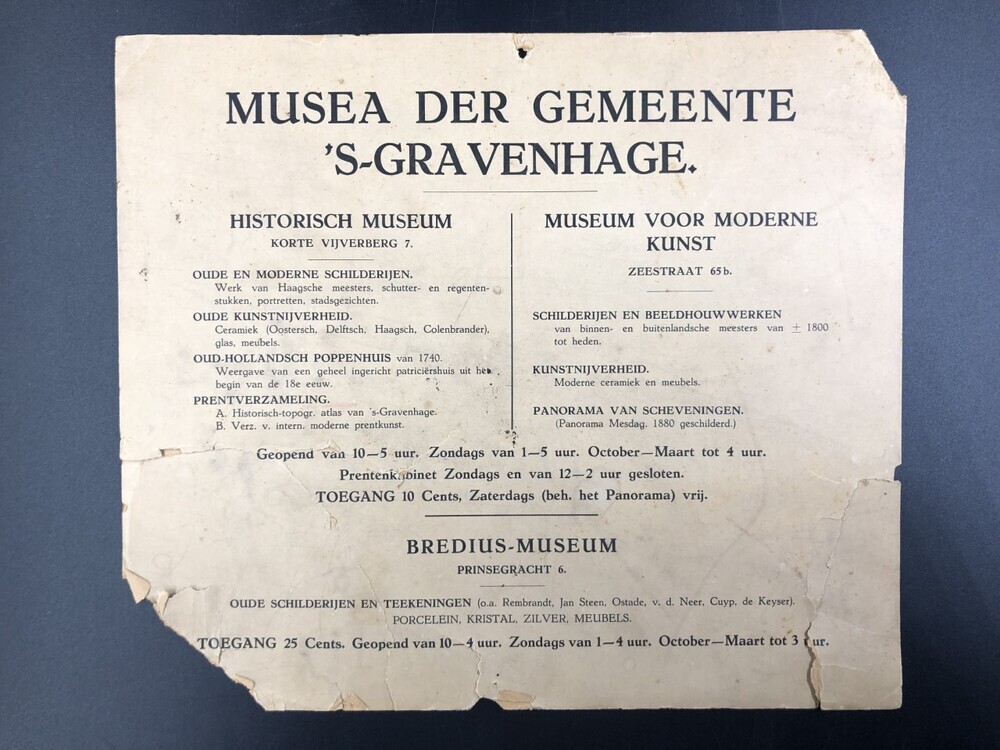 MUSEA DER GEMEENTE
'S-GRAVENHAGE.
HISTORISCH MUSEUM
KORTE VIJVERBERG 7.
OUDE EN MODERNE SCHILDERIJEN.
Werk van Haagsche meesters, schutter- en regenten-
stukken, portretten, stadsgezichten.
OUDE KUNSTNIJVERHEID.
Ceramiek (Oostersch, Delftsch, Haagsch, Colenbrander),
glas, meubels.
OUD-HOLLANDSCH POPPENHUIS van 1740.
Weergave van een geheel ingericht patriciërshuis uit het
begin van de 18e eeuw.
PRENTVERZAMELING.
A. Historisch-topogr. atlas van 's-Gravenhage.
B. Verz. v. intern. moderne prentkunst.
MUSEUM VOOR MODERNE
KUNST
ZEESTRAAT 65b.
SCHILDERIJEN EN BEELDHOUWWERKEN
van binnen- en buitenlandsche meesters van ± 1800
tot heden.
KUNSTNIJVERHEID.
Moderne ceramiek en meubels.
PANORAMA VAN SCHEVENINGEN.
(Panorama Mesdag. 1880 geschilderd.)
Geopend van 10—5 uur. Zondags van 1—5 uur. October—Maart tot 4 uur.
Prentenkabinet Zondags en van 12—2 uur gesloten.
TOEGANG 10 Cents, Zaterdags (beh. het Panorama) vrij.
BREDIUS-MUSEUM
PRINSEGRACHT 6.
OUDE SCHILDERIJEN EN TEEKENINGEN (o.a. Rembrandt, Jan Steen, Ostade, v. d. Neer, Cuyp, de Keyser).
PORCELEIN, KRISTAL, ZILVER, MEUBELS.
TOEGANG 25 Cents. Geopend van 10—4 uur. Zondags van 1—4 uur. October—Maart tot 3 uur.